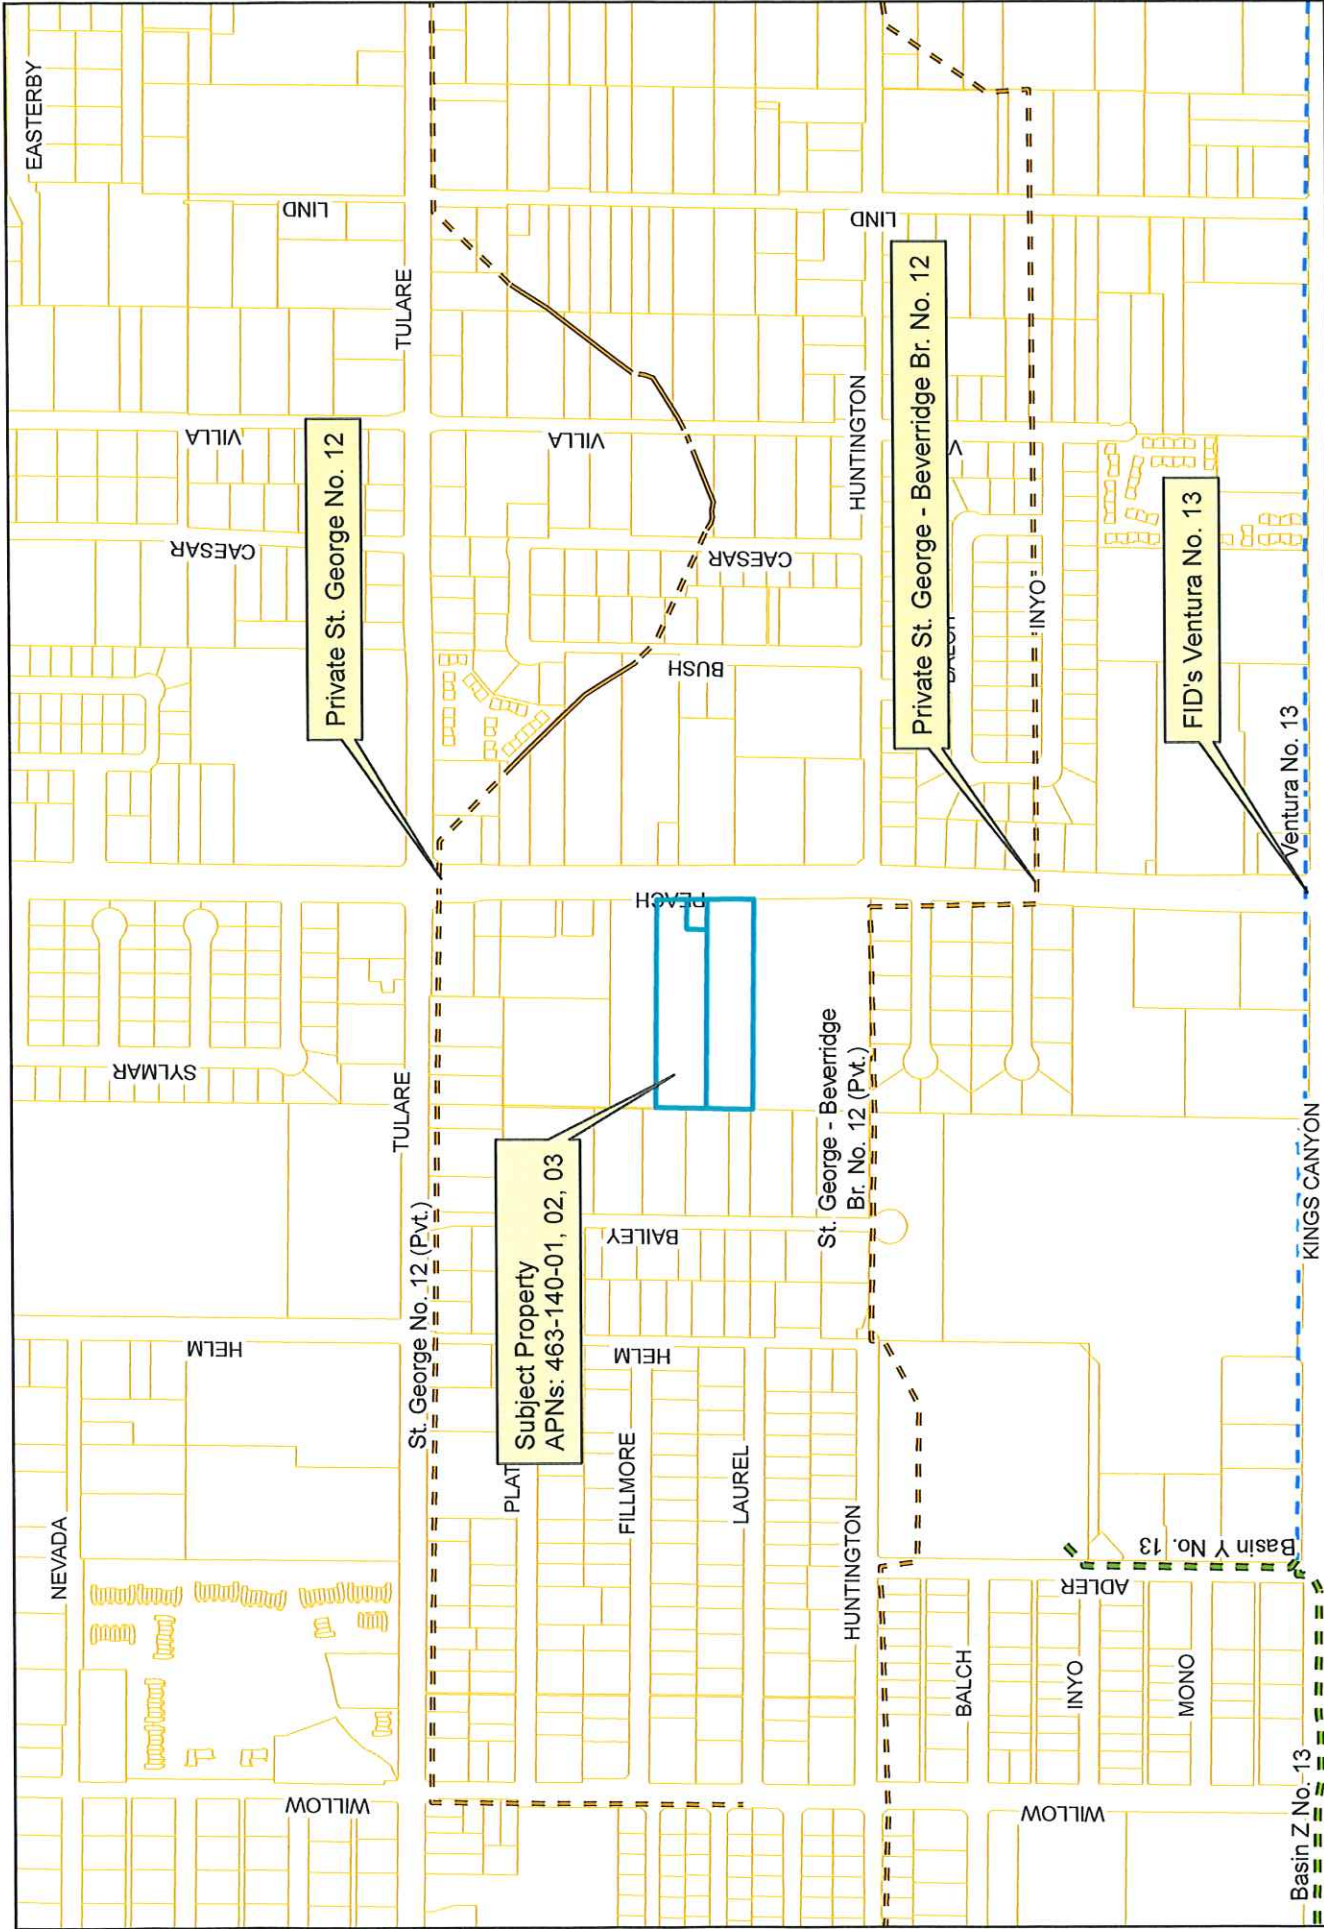 EASTERBY
NEVADA
SYLMAR
CAESAR
VILLA
HELM
LIND
WILLOW
Private St. George No. 12
TULARE
TULARE
St. George No. 12 (Pvt.)
Subject Property
APNs: 463-140-01, 02, 03
PLAT
VILLA
FILLMORE
HELM
BAILEY
PEACH
BUSH
LAUREL
CAESAR
St. George - Beverridge
Br. No. 12 (Pvt.)
HUNTINGTON
HUNTINGTON
LIND
Private St. George - Beverridge Br. No. 12
V
BALCH
INYO
WILLOW
INYO
ADLER
MONO
FID's Ventura No. 13
Basin Y No. 13
Ventura No. 13
Basin Z No. 13
KINGS CANYON